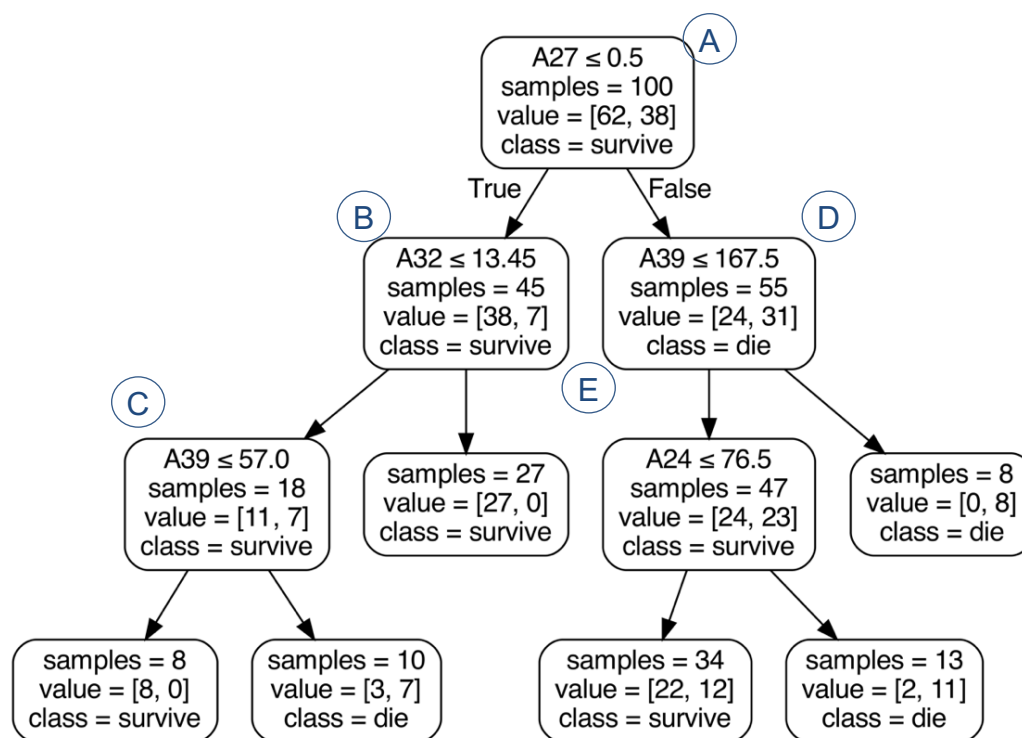 A
A27 ≤ 0.5
samples = 100
value = [62, 38]
class = survive
True
False
B
A32 ≤ 13.45
samples = 45
value = [38, 7]
class = survive
D
A39 ≤ 167.5
samples = 55
value = [24, 31]
class = die
C
A39 ≤ 57.0
samples = 18
value = [11, 7]
class = survive
samples = 27
value = [27, 0]
class = survive
E
A24 ≤ 76.5
samples = 47
value = [24, 23]
class = survive
samples = 8
value = [0, 8]
class = die
samples = 8
value = [8, 0]
class = survive
samples = 10
value = [3, 7]
class = die
samples = 34
value = [22, 12]
class = survive
samples = 13
value = [2, 11]
class = die